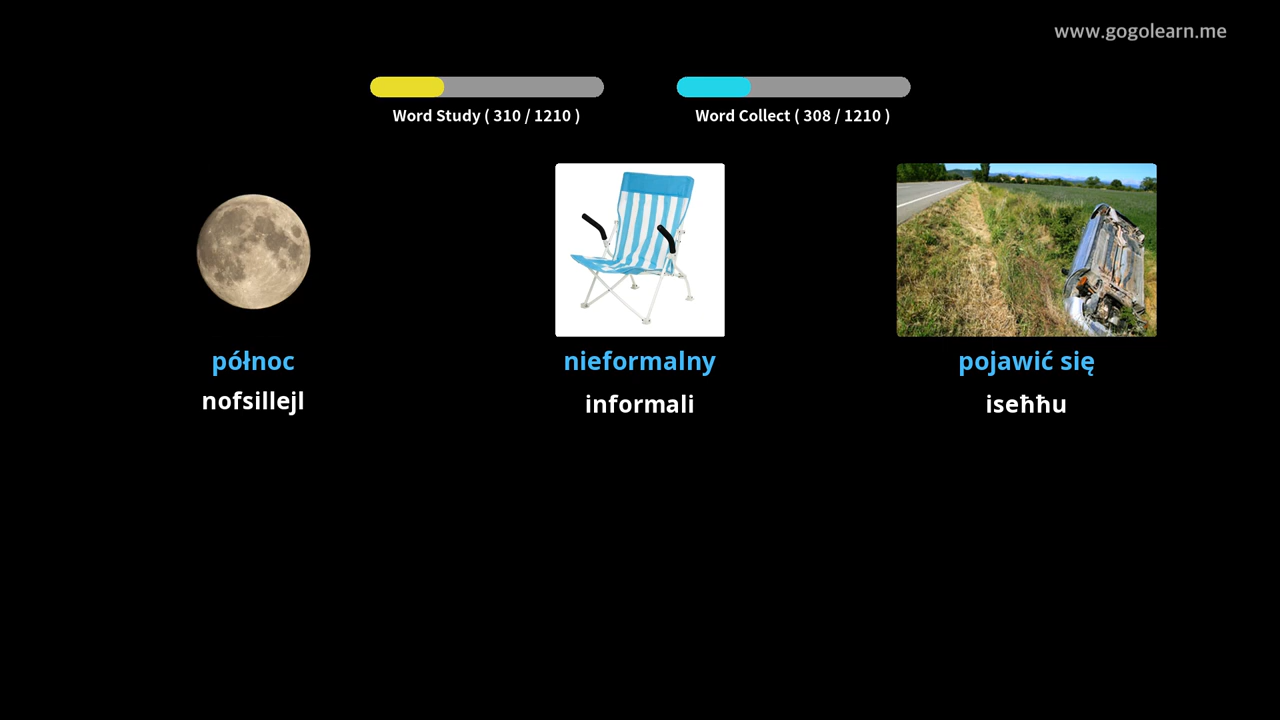 www.gogolearn.me
Word Study ( 310 / 1210 )
Word Collect ( 308 / 1210 )
północ
nieformalny
pojawić się
nofsillejl
informali
iseħħu